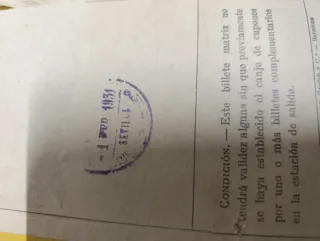 CONDICIÓN. — Este billete matriz no
tendrá validez alguna sin que previamente
se haya establecido el canje de cupones
por uno o más billetes complementarios
en la estación de salida.
1931
SEVILLA